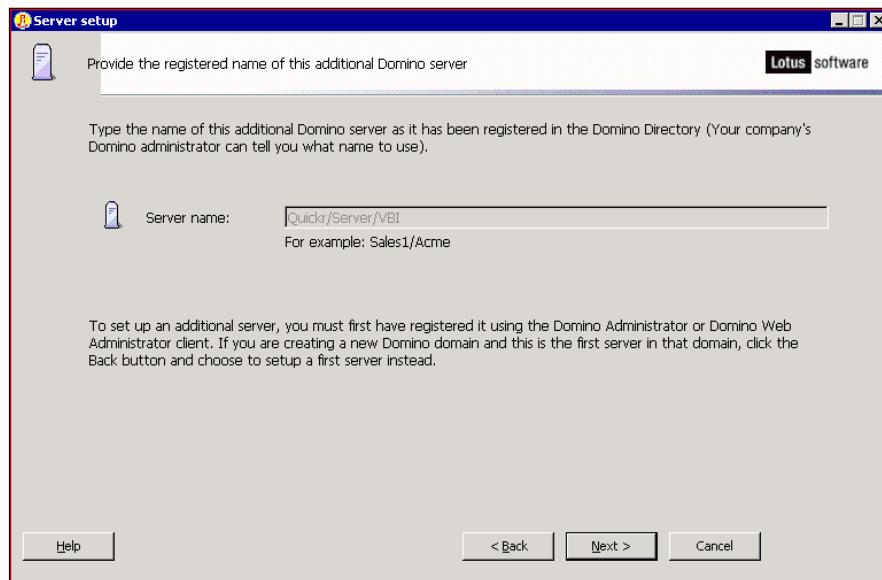 Server setup
Provide the registered name of this additional Domino server
Lotus software
Type the name of this additional Domino server as it has been registered in the Domino Directory (Your company's
Domino administrator can tell you what name to use).
Server name: Quickr/Server/VBI
For example: Sales1/Acme
To set up an additional server, you must first have registered it using the Domino Administrator or Domino Web
Administrator client. If you are creating a new Domino domain and this is the first server in that domain, click the
Back button and choose to setup a first server instead.
Help < Back Next > Cancel